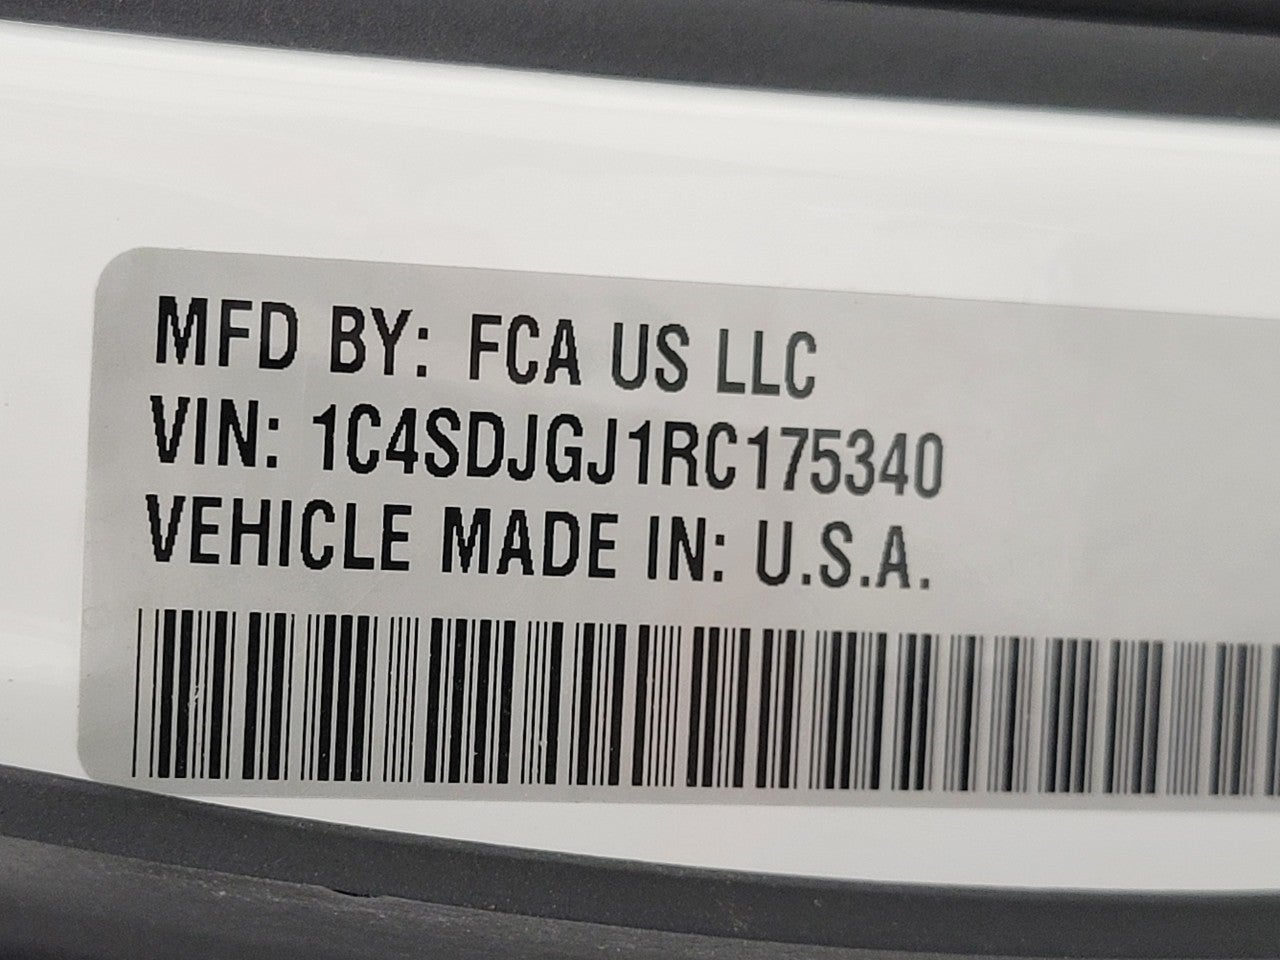 MFD BY: FCA US LLC
VIN: 1C4SDJGJ1RC175340
VEHICLE MADE IN: U.S.A.